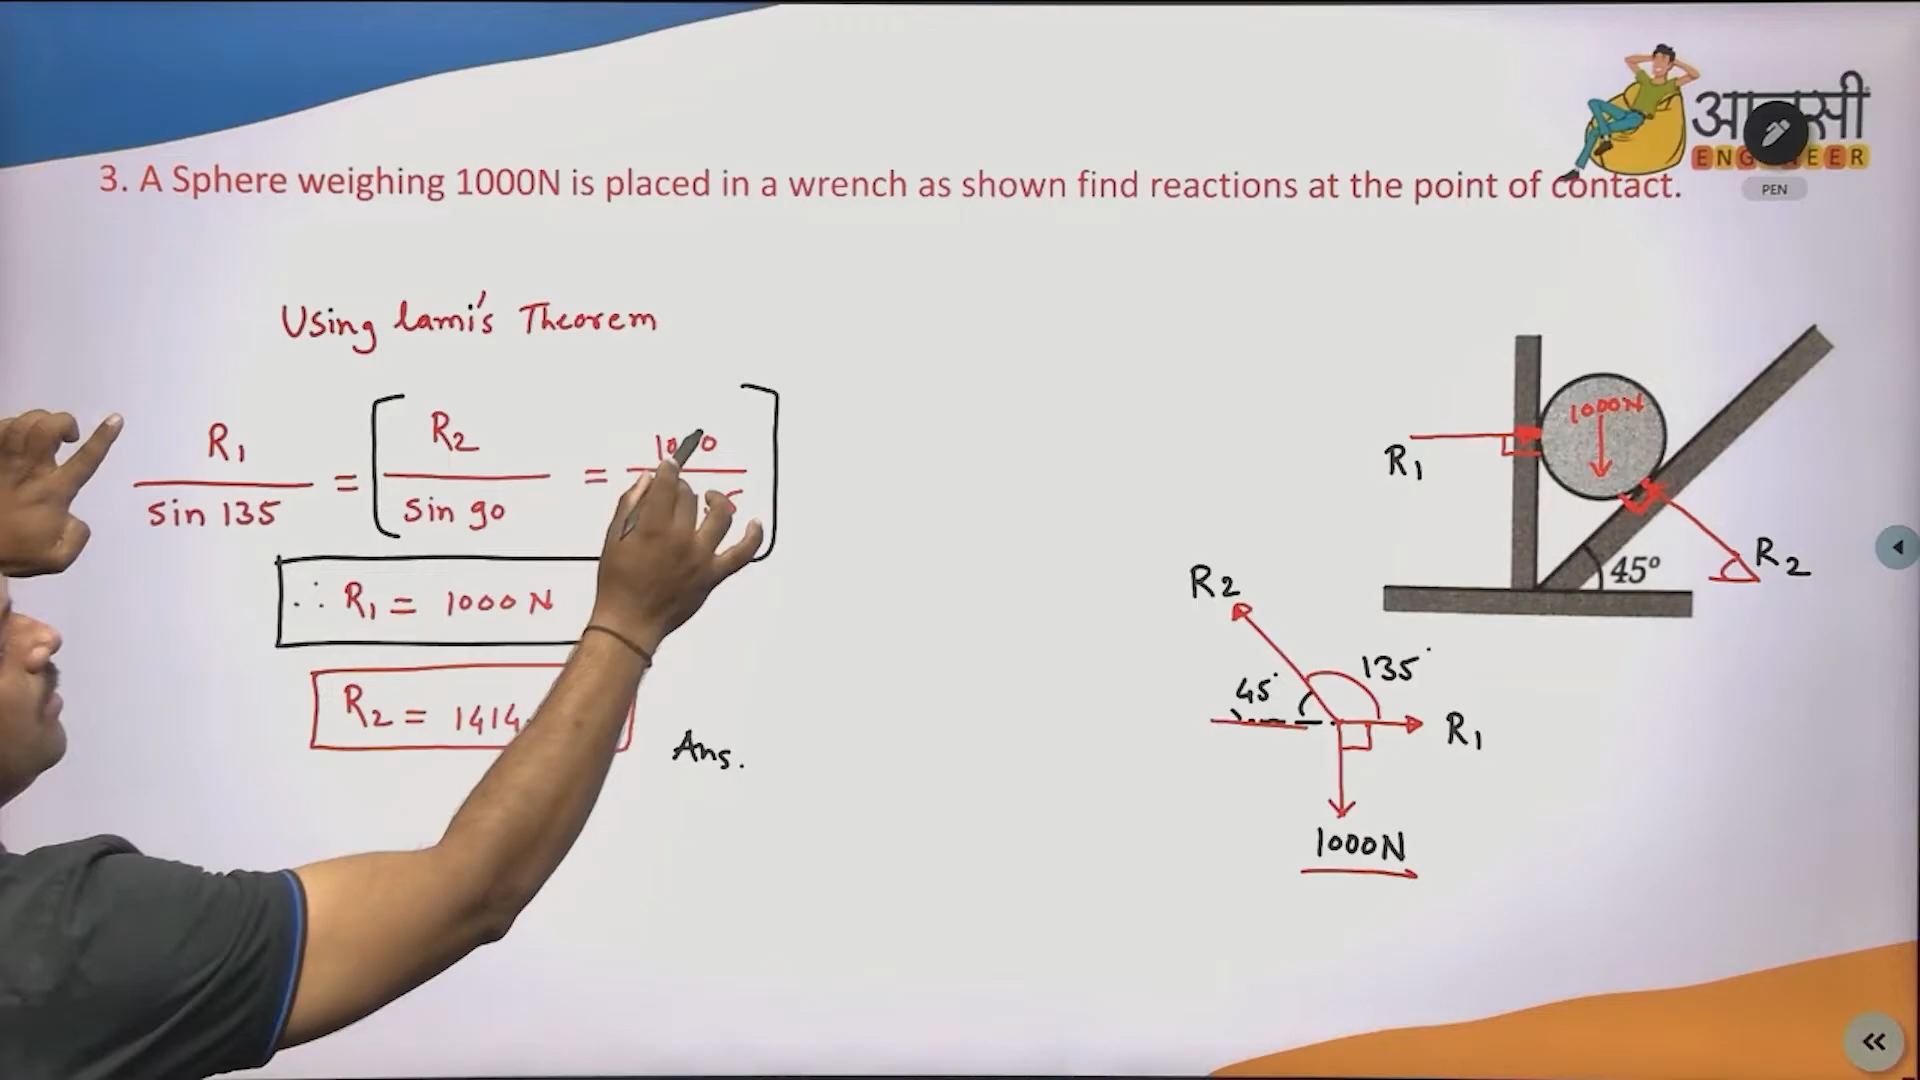 ENGINEER
PEN
3. A Sphere weighing 1000N is placed in a wrench as shown find reactions at the point of contact.
Using lami's Theorem
R1 / sin 135 = [ R2 / sin 90 = 1000 / ]
∴ R1 = 1000 N
R2 = 1414.
Ans.
1000N
R1
R2
45°
R2
135°
45°
R1
1000N